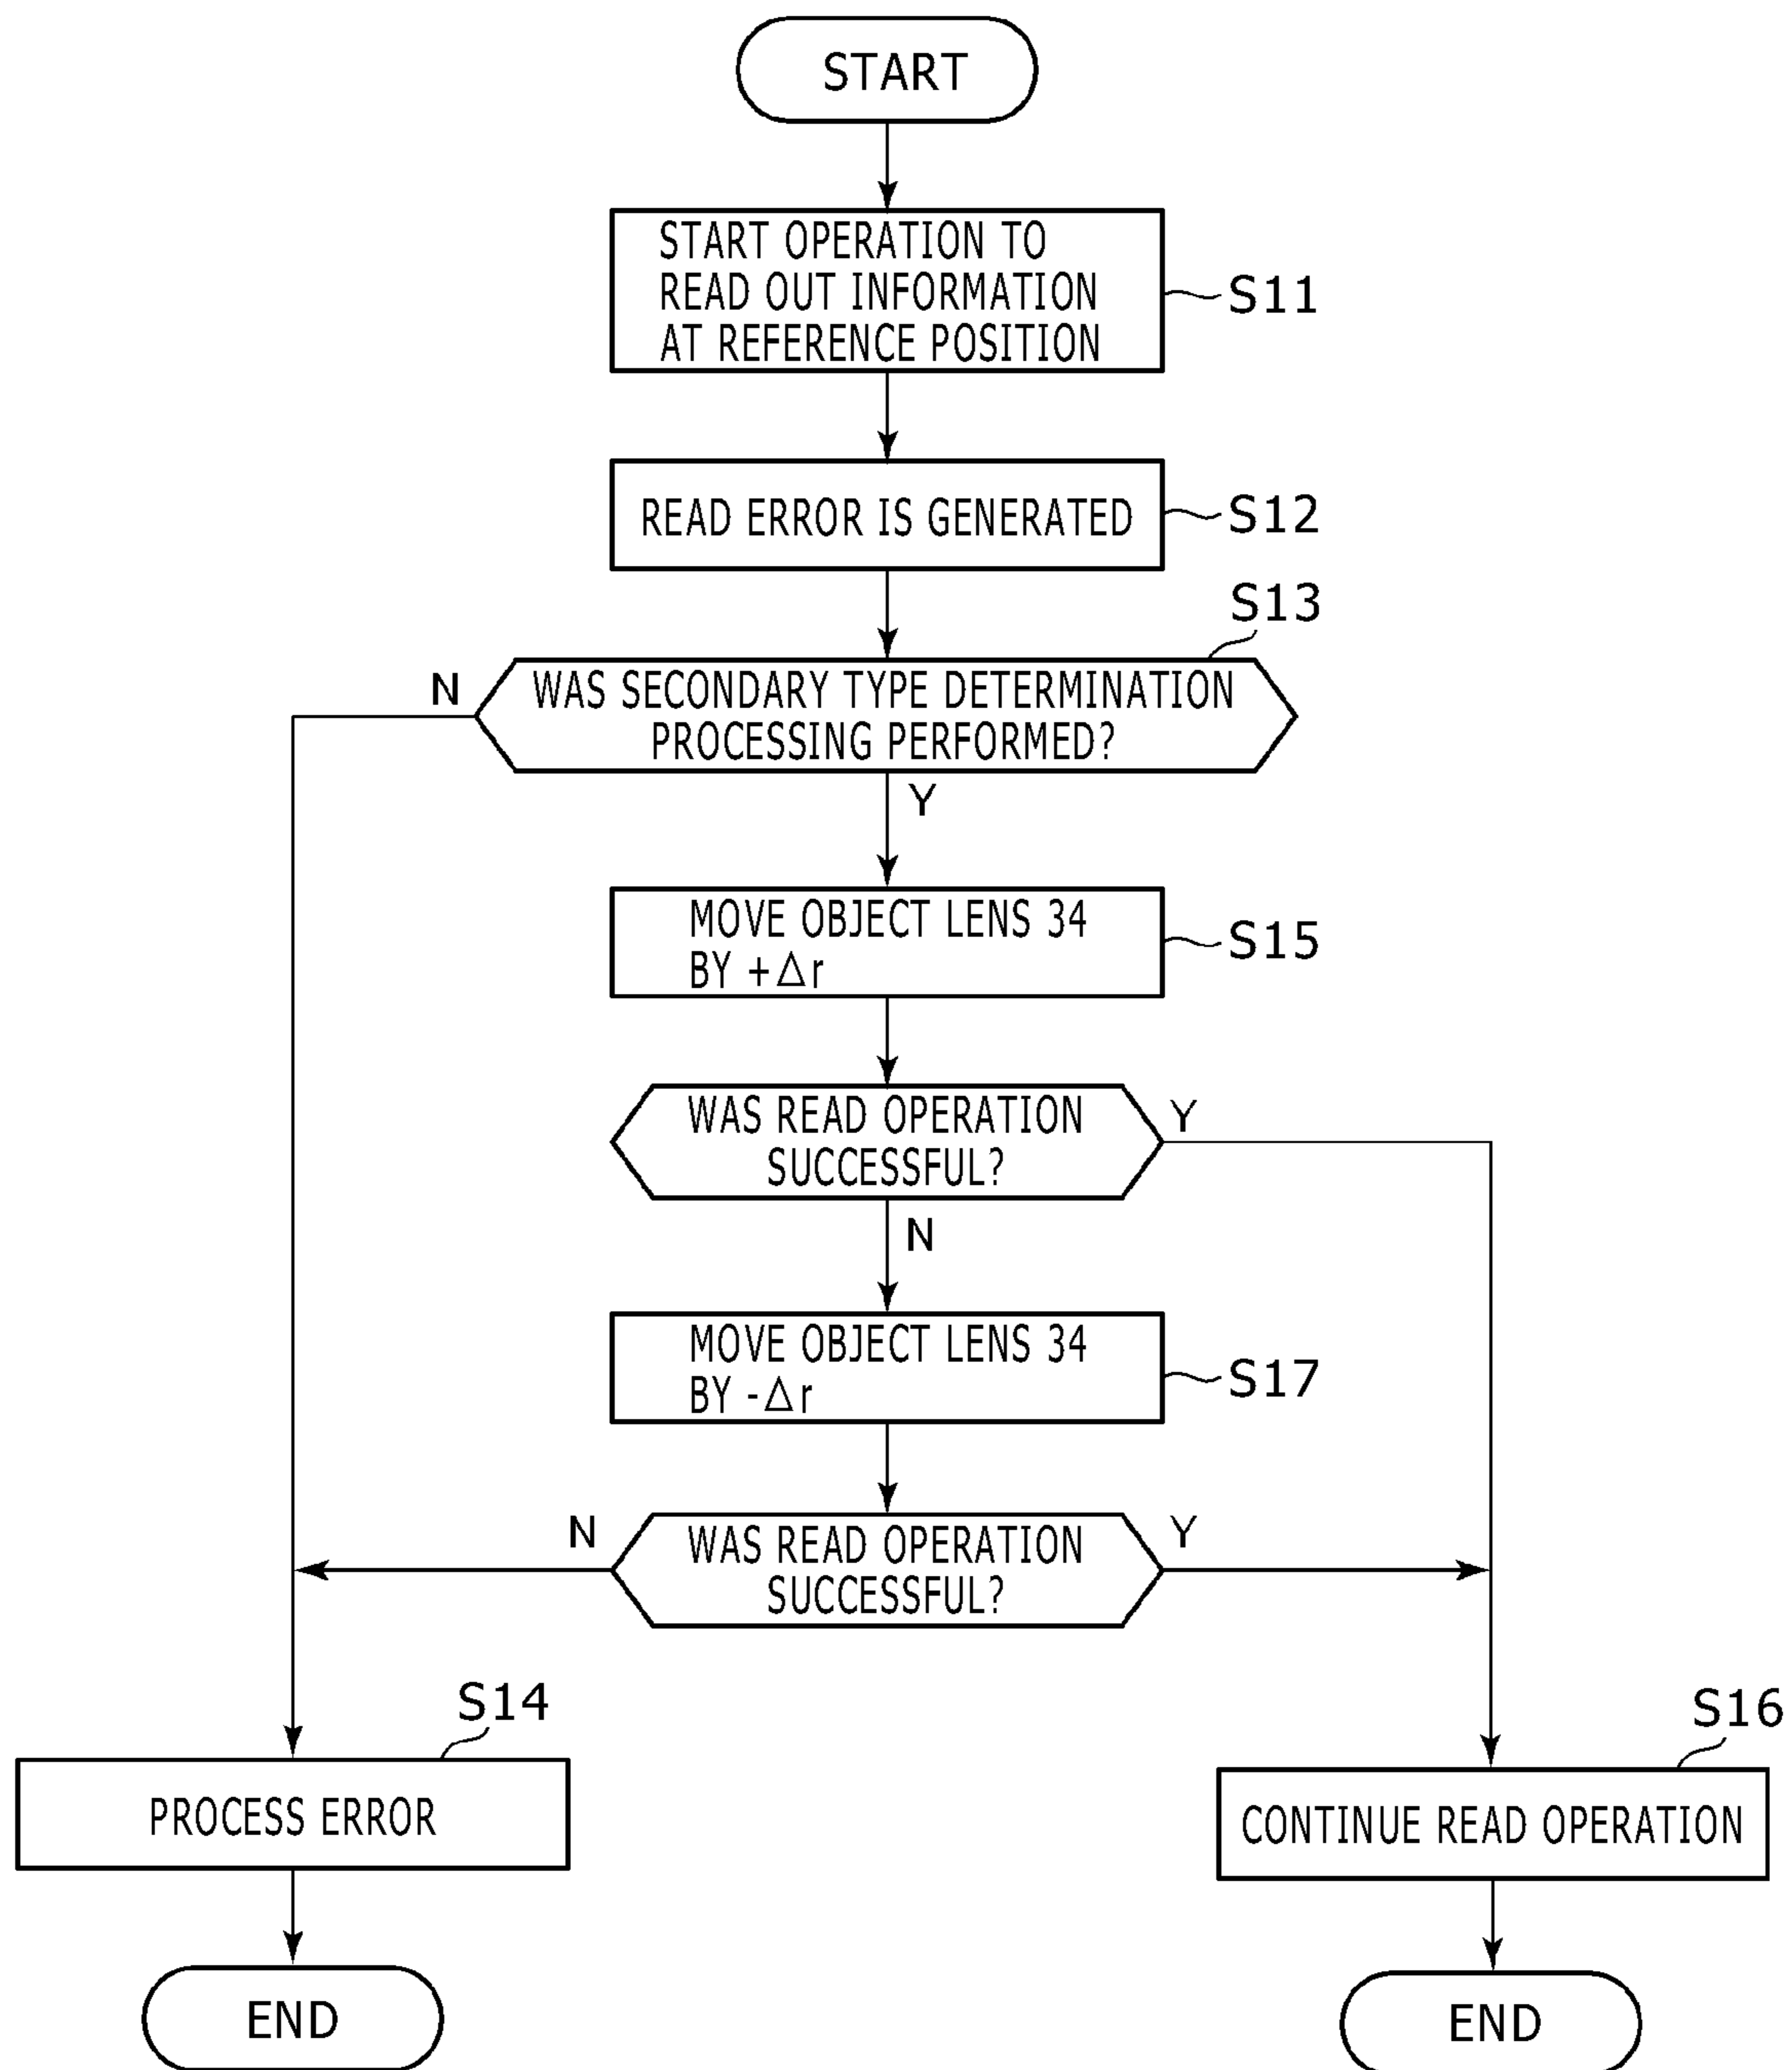 START
START OPERATION TO
READ OUT INFORMATION
AT REFERENCE POSITION
S11
READ ERROR IS GENERATED
S12
S13
N
WAS SECONDARY TYPE DETERMINATION
PROCESSING PERFORMED?
Y
MOVE OBJECT LENS 34
BY +△r
S15
WAS READ OPERATION
SUCCESSFUL?
Y
N
MOVE OBJECT LENS 34
BY -△r
S17
N
WAS READ OPERATION
SUCCESSFUL?
Y
S14
PROCESS ERROR
S16
CONTINUE READ OPERATION
END
END